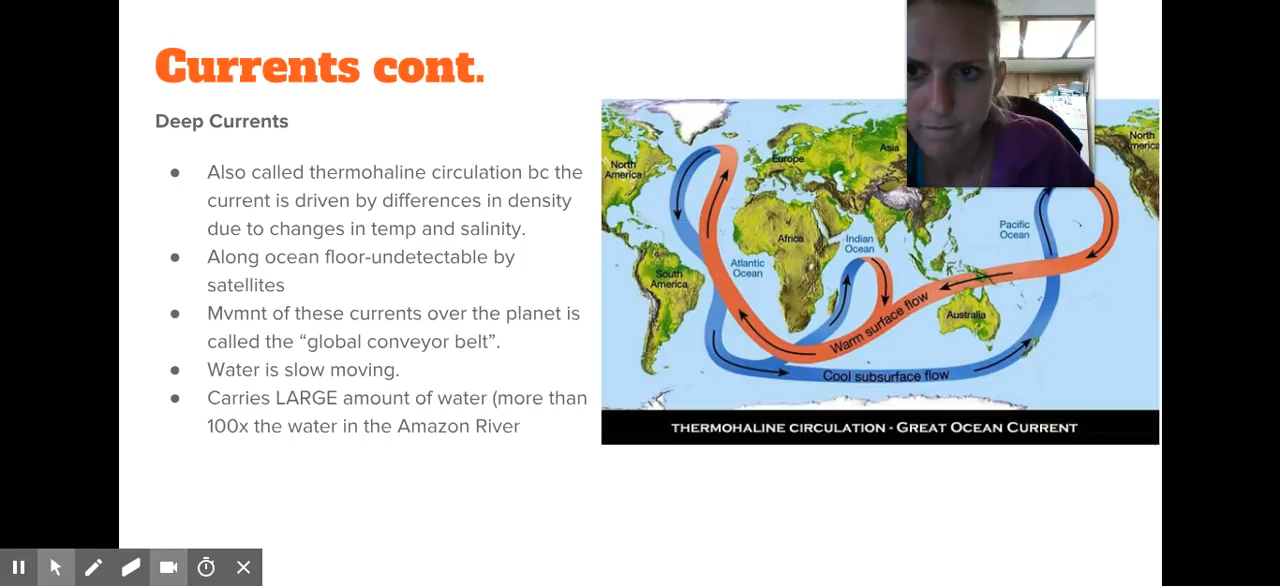 Currents cont.
Deep Currents
● Also called thermohaline circulation bc the
current is driven by differences in density
due to changes in temp and salinity.
● Along ocean floor-undetectable by
satellites
● Mvmnt of these currents over the planet is
called the “global conveyor belt”.
● Water is slow moving.
● Carries LARGE amount of water (more than
100x the water in the Amazon River
North
America
Europe
Asia
North
America
Africa
Indian
Ocean
Pacific
Ocean
Atlantic
Ocean
South
America
Australia
Warm surface flow
Cool subsurface flow
THERMOHALINE CIRCULATION - GREAT OCEAN CURRENT